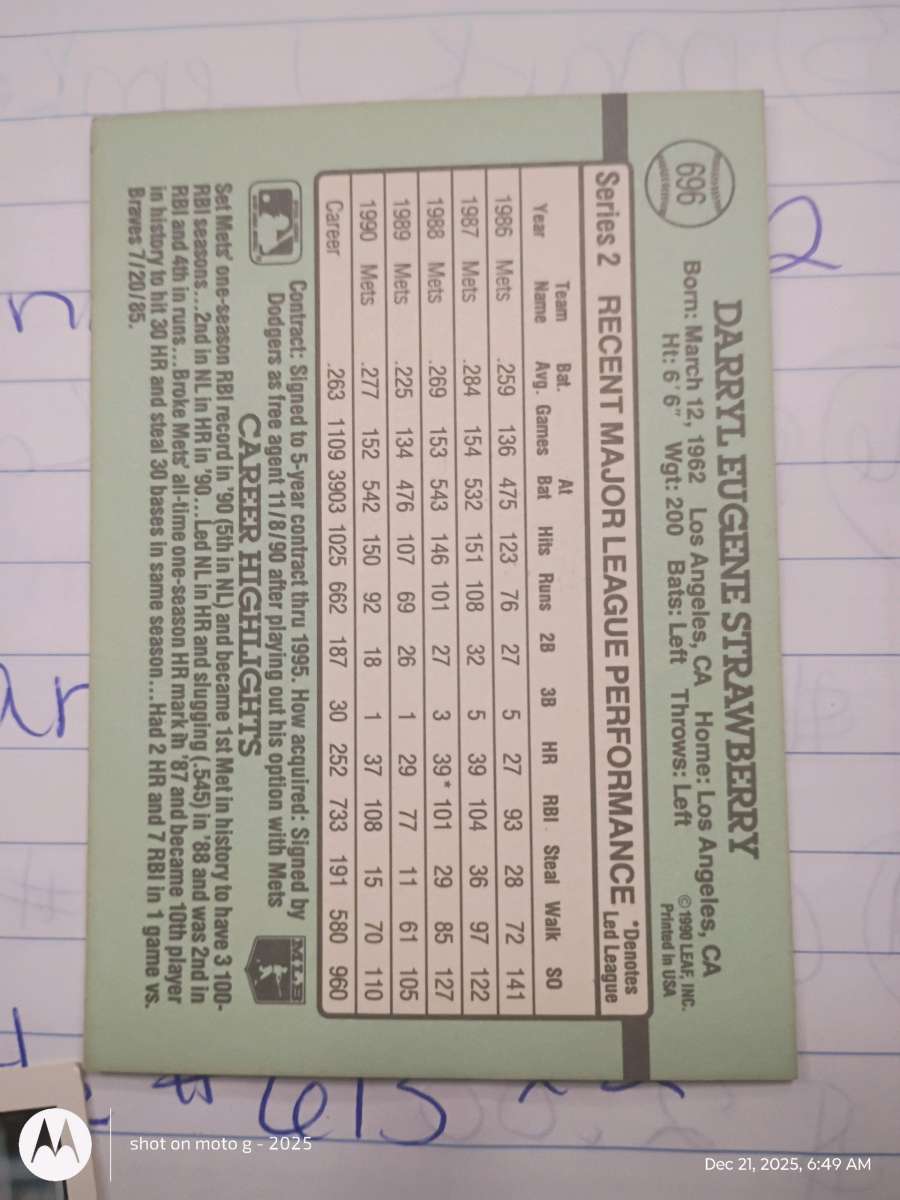 696
DARRYL EUGENE STRAWBERRY
Born: March 12, 1962 Los Angeles, CA Home: Los Angeles, CA
Ht: 6'6" Wgt: 200 Bats: Left Throws: Left
©1990 LEAF, INC.
Printed in USA
Series 2 RECENT MAJOR LEAGUE PERFORMANCE *Denotes Led League
Year Team Name Bat. Avg. Games At Bat Hits Runs 2B 3B HR RBI Steal Walk SO
1986 Mets .259 136 475 123 76 27 5 27 93 28 72 141
1987 Mets .284 154 532 151 108 32 5 39 104 36 97 122
1988 Mets .269 153 543 146 101 27 3 39* 101 29 85 127
1989 Mets .225 134 476 107 69 26 1 29 77 11 61 105
1990 Mets .277 152 542 150 92 18 1 37 108 15 70 110
Career .263 1109 3903 1025 662 187 30 252 733 191 580 960
Contract: Signed to 5-year contract thru 1995. How acquired: Signed by
Dodgers as free agent 11/8/90 after playing out his option with Mets
MLB
CAREER HIGHLIGHTS
Set Mets' one-season RBI record in '90 (5th in NL) and became 1st Met in history to have 3 100-
RBI seasons...2nd in NL in HR in '90...Led NL in HR and slugging (.545) in '88 and was 2nd in
RBI and 4th in runs...Broke Mets' all-time one-season HR mark in '87 and became 10th player
in history to hit 30 HR and steal 30 bases in same season...Had 2 HR and 7 RBI in 1 game vs.
Braves 7/20/85.
shot on moto g - 2025
Dec 21, 2025, 6:49 AM